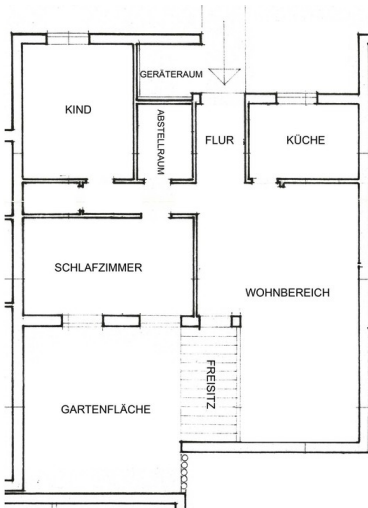 GERÄTERAUM
KIND
ABSTELLRAUM
FLUR
KÜCHE
SCHLAFZIMMER
WOHNBEREICH
FREISITZ
GARTENFLÄCHE